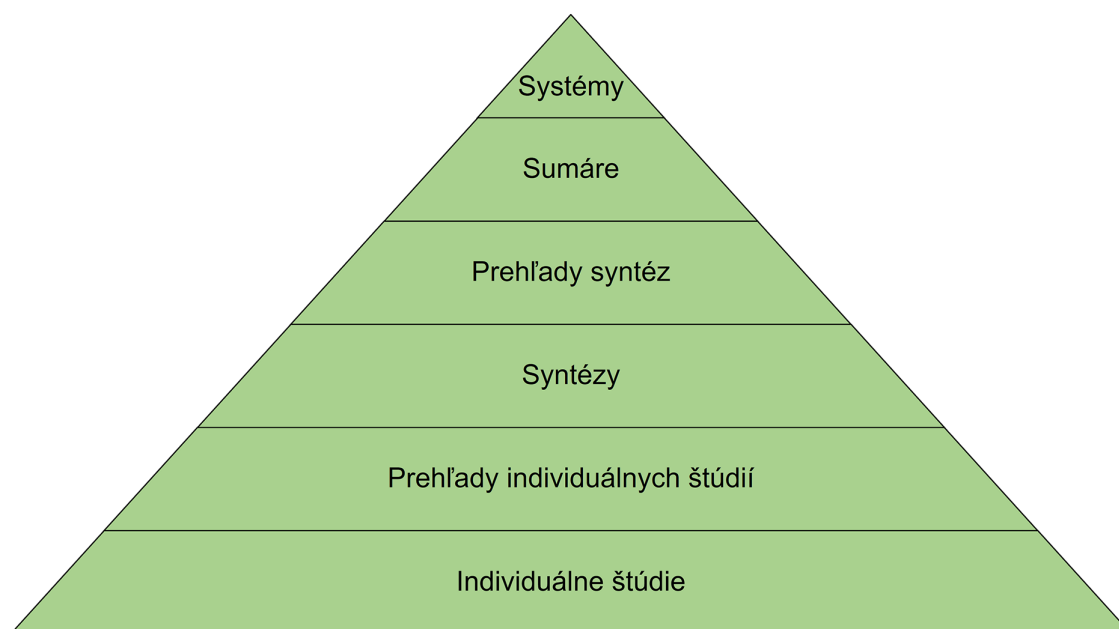 Systémy
Sumáre
Prehľady syntéz
Syntézy
Prehľady individuálnych štúdií
Individuálne štúdie